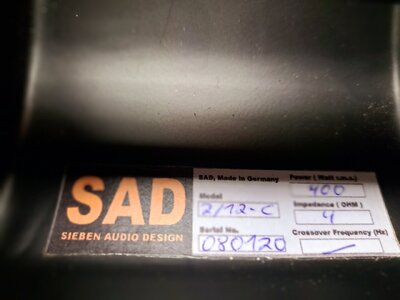 SAD
SIEBEN AUDIO DESIGN
SAD, Made in Germany
Model
2/12-C
Serial No.
080120
Power ( Watt r.m.s.)
400
Impedance ( OHM )
4
Crossover Frequency (Hz)